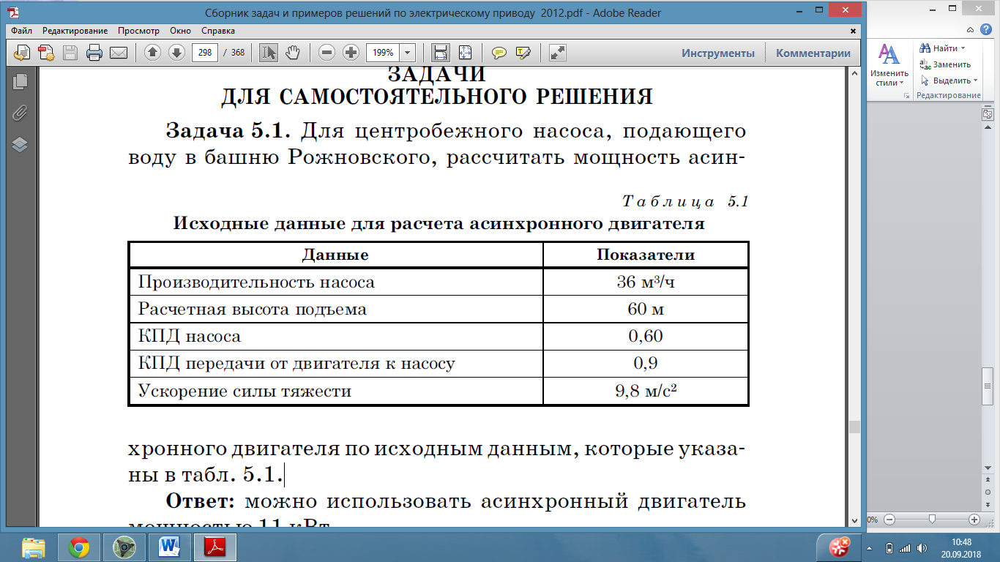 Сборник задач и примеров решений по электрическому приводу 2012.pdf - Adobe Reader
Файл Редактирование Просмотр Окно Справка
298 / 368 199% Инструменты Комментарии
ЗАДАЧИ
ДЛЯ САМОСТОЯТЕЛЬНОГО РЕШЕНИЯ
Задача 5.1. Для центробежного насоса, подающего
воду в башню Рожновского, рассчитать мощность асин-
Таблица 5.1
Исходные данные для расчета асинхронного двигателя
Данные Показатели
Производительность насоса 36 м³/ч
Расчетная высота подъема 60 м
КПД насоса 0,60
КПД передачи от двигателя к насосу 0,9
Ускорение силы тяжести 9,8 м/с²
хронного двигателя по исходным данным, которые указа-
ны в табл. 5.1.
Ответ: можно использовать асинхронный двигатель
мощностью 11 кВт
Изменить
стили
Найти
Заменить
Выделить
Редактирование
0%
10:48
20.09.2018